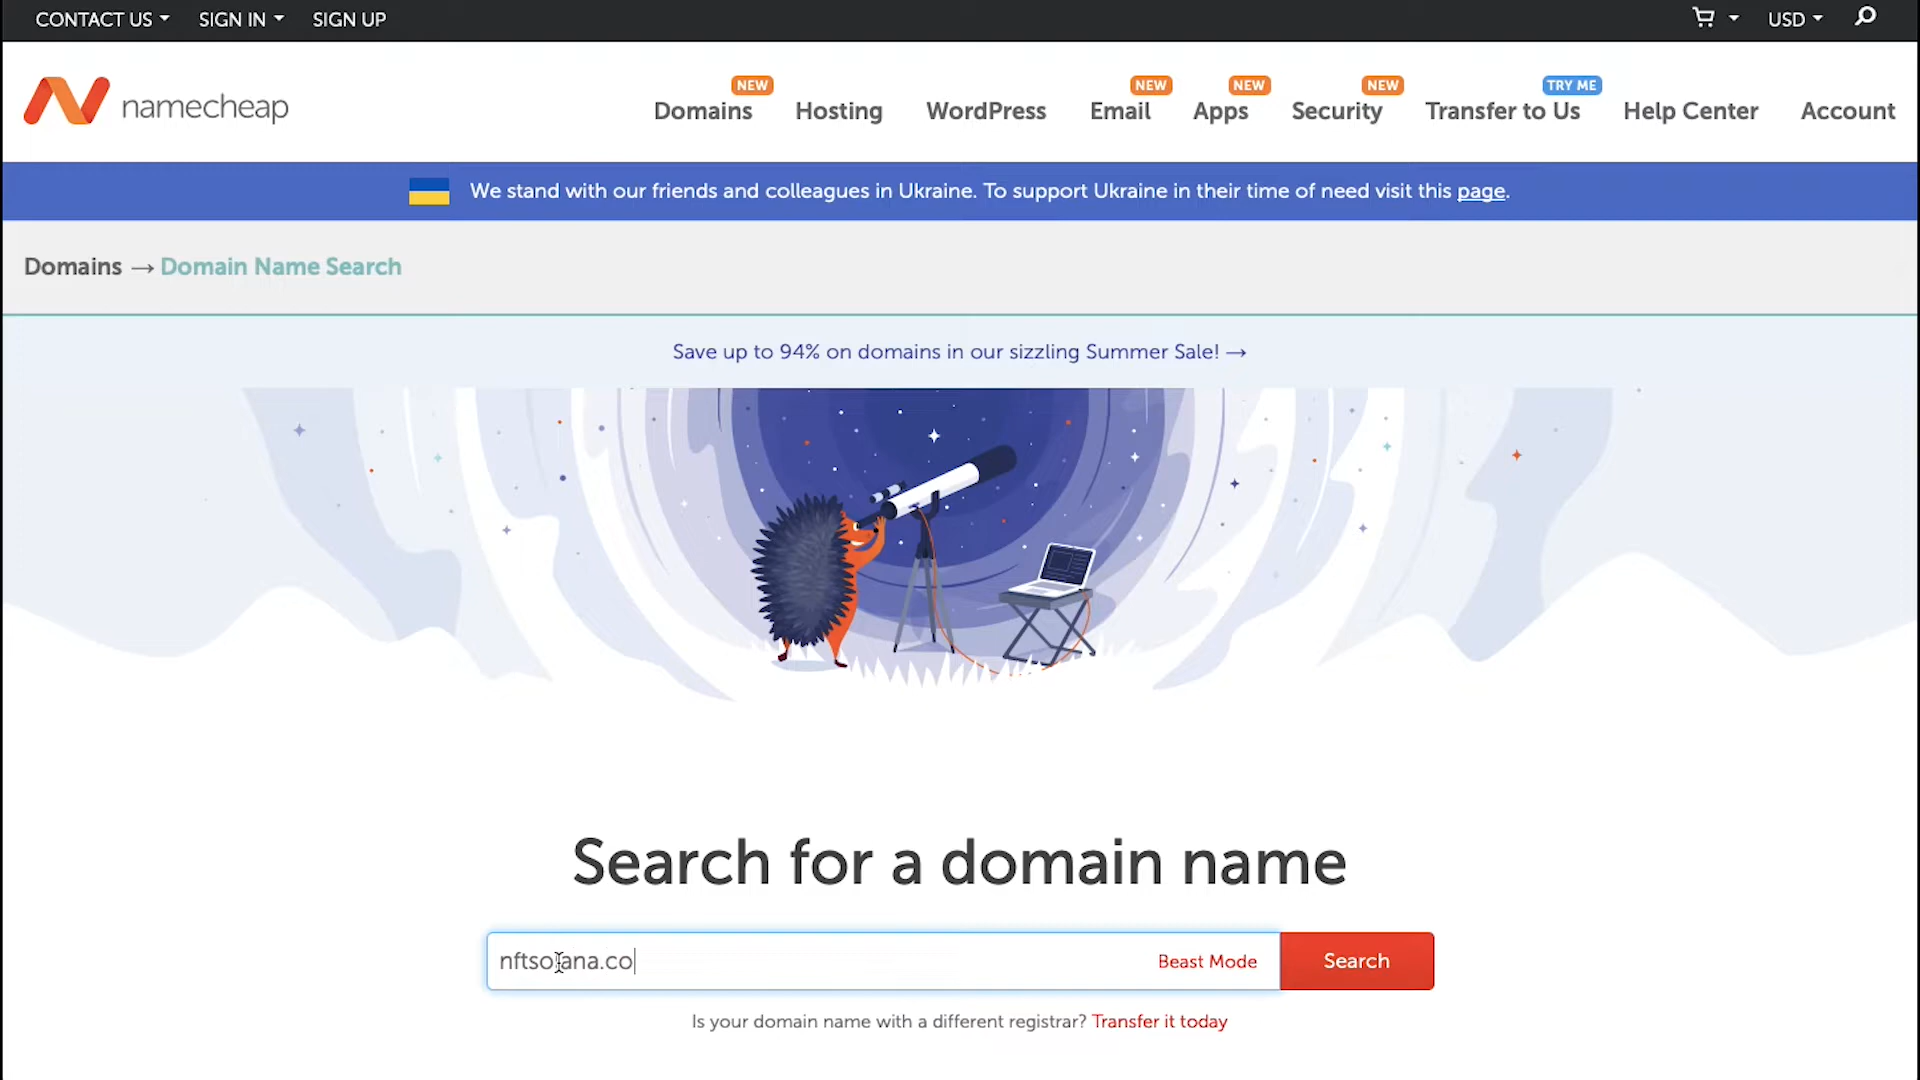 CONTACT US SIGN IN SIGN UP USD
NEW NEW NEW NEW TRY ME
namecheap Domains Hosting WordPress Email Apps Security Transfer to Us Help Center Account
We stand with our friends and colleagues in Ukraine. To support Ukraine in their time of need visit this page.
Domains → Domain Name Search
Save up to 94% on domains in our sizzling Summer Sale! →
Search for a domain name
nftsolana.co Beast Mode Search
Is your domain name with a different registrar? Transfer it today